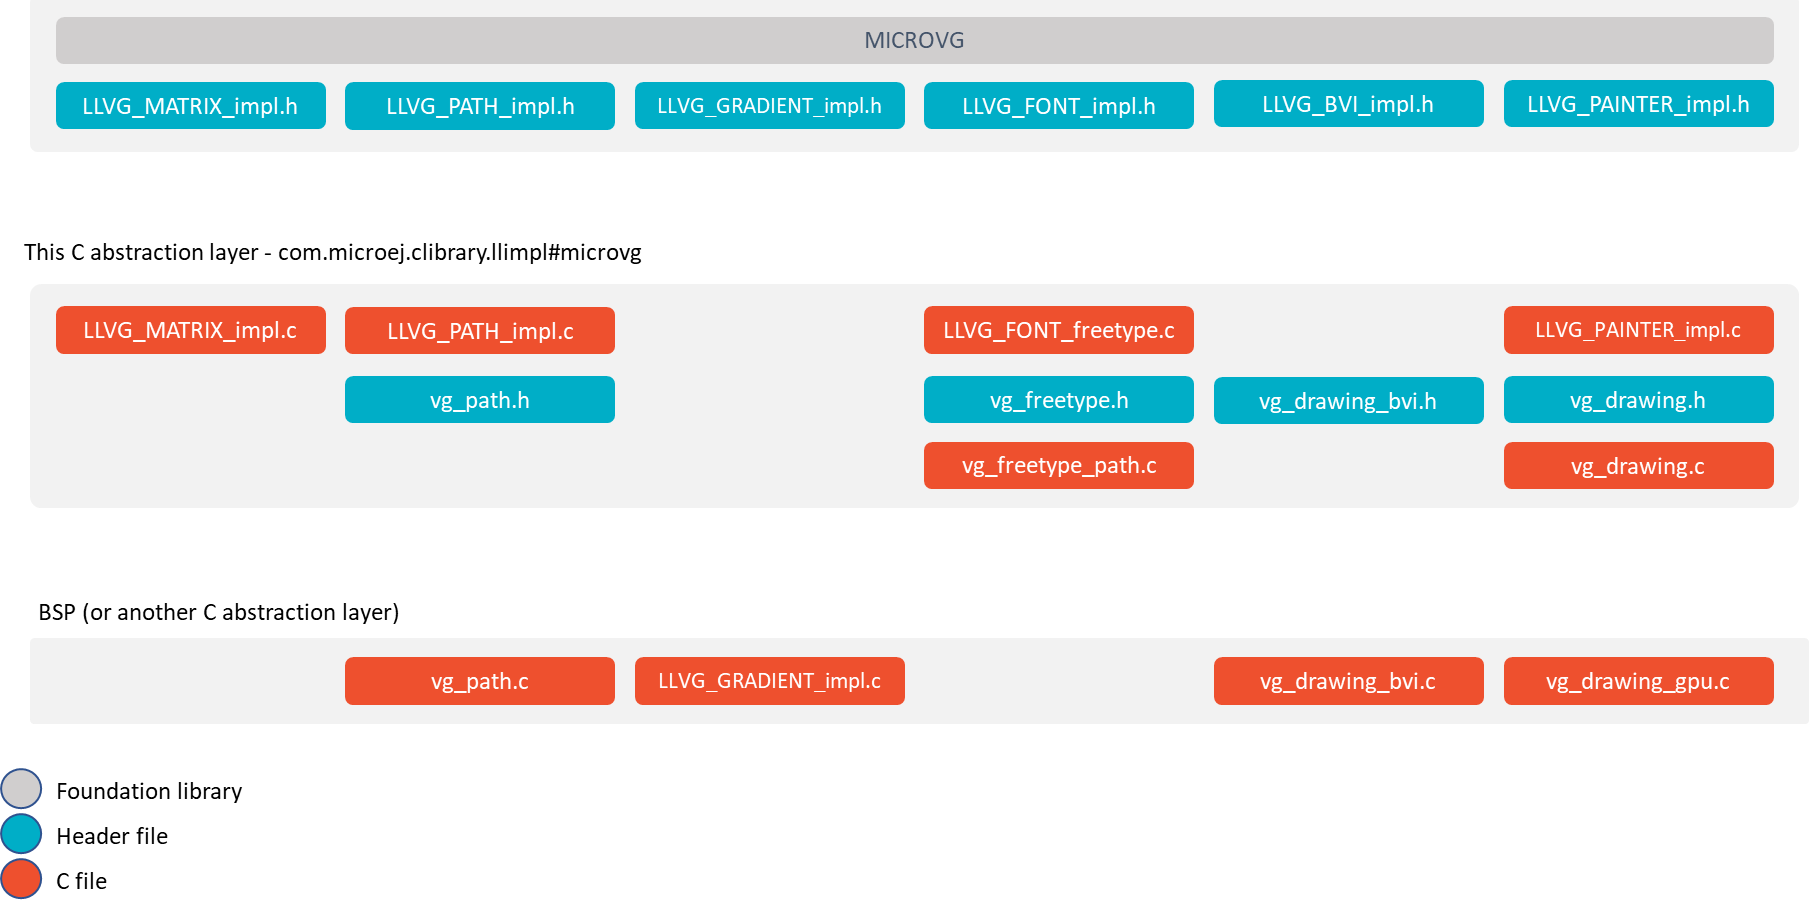 MICROVG
LLVG_MATRIX_impl.h LLVG_PATH_impl.h LLVG_GRADIENT_impl.h LLVG_FONT_impl.h LLVG_BVI_impl.h LLVG_PAINTER_impl.h
This C abstraction layer - com.microej.clibrary.llimpl#microvg
LLVG_MATRIX_impl.c LLVG_PATH_impl.c LLVG_FONT_freetype.c LLVG_PAINTER_impl.c
vg_path.h vg_freetype.h vg_drawing_bvi.h vg_drawing.h
vg_freetype_path.c vg_drawing.c
BSP (or another C abstraction layer)
vg_path.c LLVG_GRADIENT_impl.c vg_drawing_bvi.c vg_drawing_gpu.c
Foundation library
Header file
C file